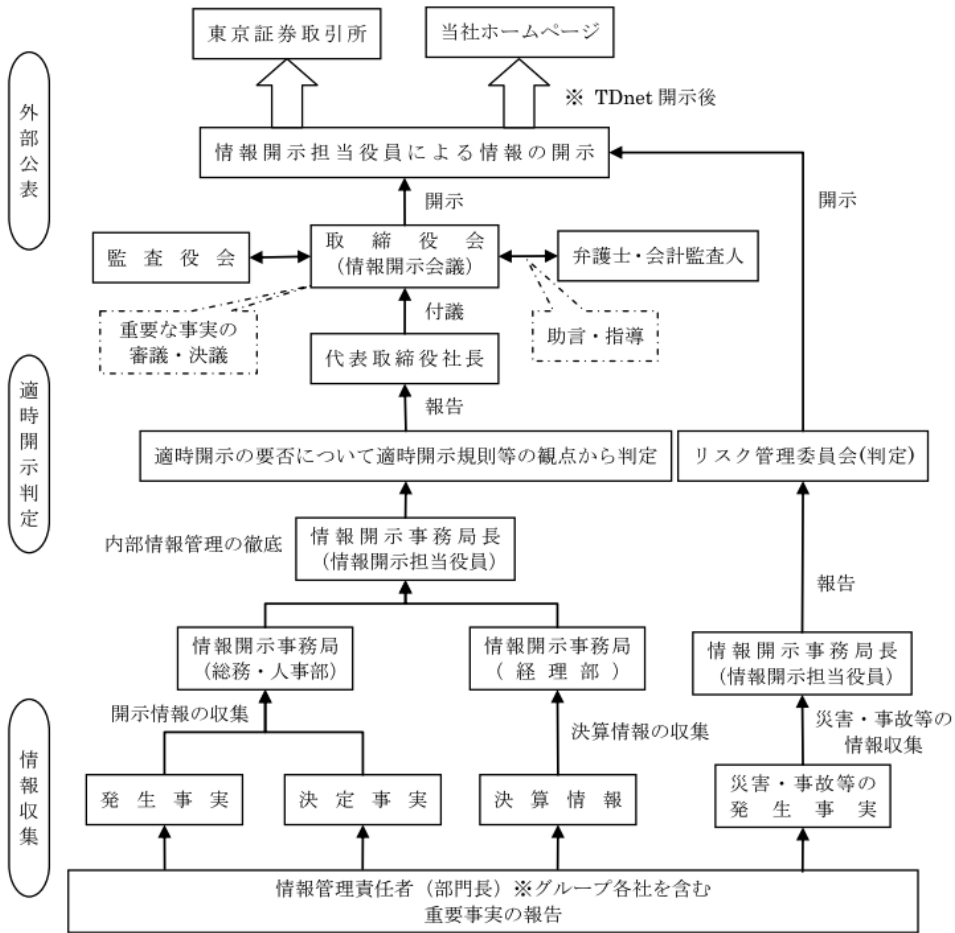 東京証券取引所
当社ホームページ
※ TDnet 開示後
外部公表
情報開示担当役員による情報の開示
開示
開示
監査役会
取締役会
(情報開示会議)
弁護士・会計監査人
重要な事実の
審議・決議
付議
助言・指導
代表取締役社長
適時開示判定
報告
適時開示の要否について適時開示規則等の観点から判定
リスク管理委員会(判定)
内部情報管理の徹底
情報開示事務局長
(情報開示担当役員)
報告
情報開示事務局
(総務・人事部)
情報開示事務局
(経理部)
情報開示事務局長
(情報開示担当役員)
情報収集
開示情報の収集
決算情報の収集
災害・事故等の
情報収集
発生事実
決定事実
決算情報
災害・事故等の
発生事実
情報管理責任者(部門長)※グループ各社を含む
重要事実の報告